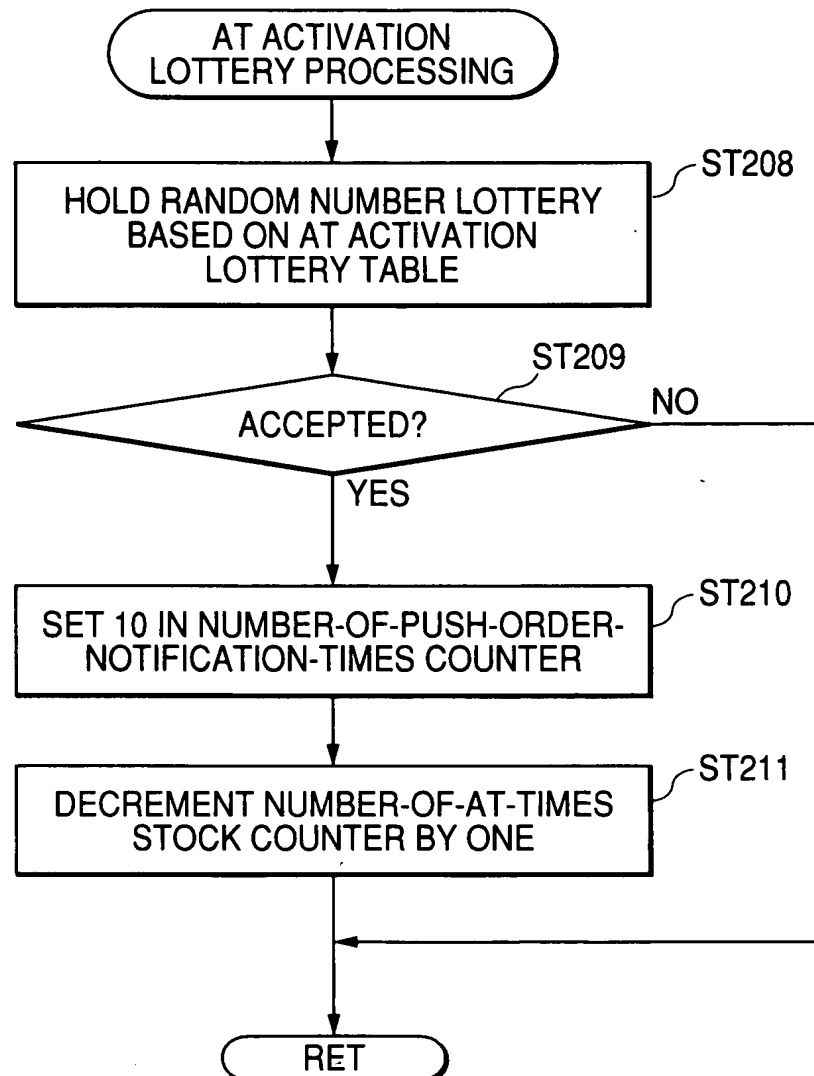 AT ACTIVATION
LOTTERY PROCESSING
ST208
HOLD RANDOM NUMBER LOTTERY
BASED ON AT ACTIVATION
LOTTERY TABLE
ST209
ACCEPTED?
NO
YES
ST210
SET 10 IN NUMBER-OF-PUSH-ORDER-
NOTIFICATION-TIMES COUNTER
ST211
DECREMENT NUMBER-OF-AT-TIMES
STOCK COUNTER BY ONE
RET